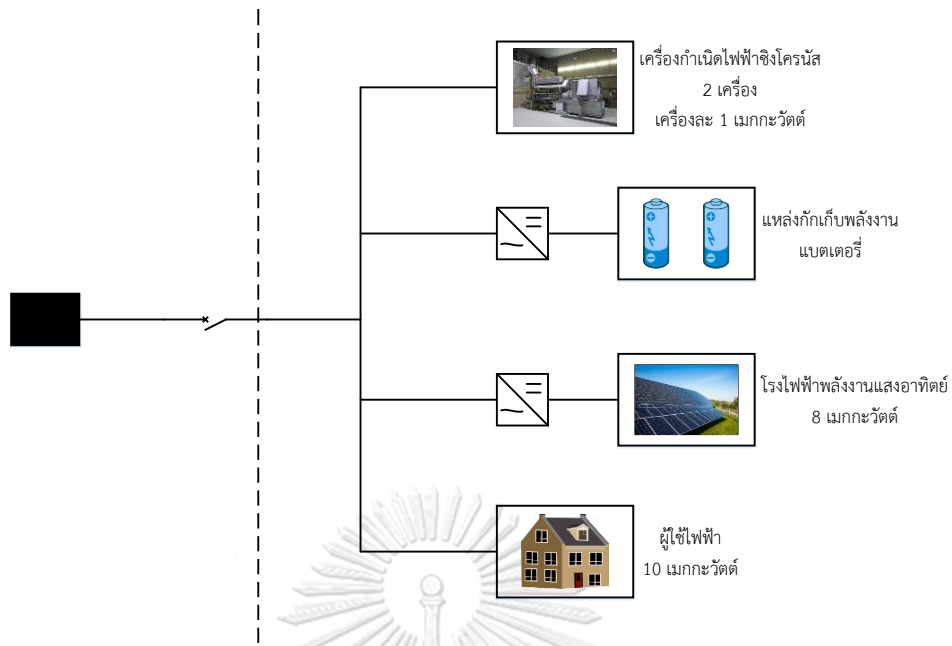 เครื่องกำเนิดไฟฟ้าซิงโครนัส
2 เครื่อง
เครื่องละ 1 เมกกะวัตต์
แหล่งกักเก็บพลังงาน
แบตเตอรี่
โรงไฟฟ้าพลังงานแสงอาทิตย์
8 เมกกะวัตต์
ผู้ใช้ไฟฟ้า
10 เมกกะวัตต์